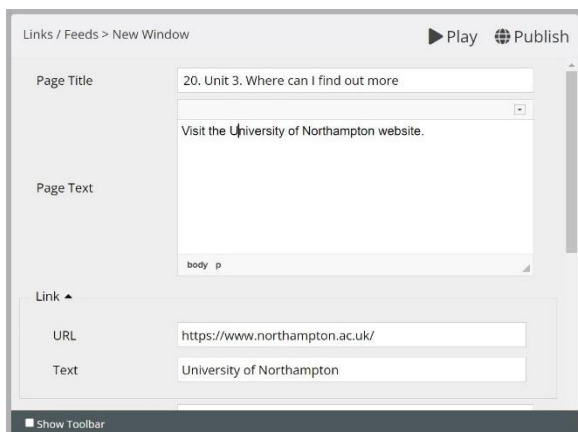 Links / Feeds > New Window
Play
Publish
Page Title
20. Unit 3. Where can I find out more
Visit the University of Northampton website.
Page Text
body p
Link
URL
https://www.northampton.ac.uk/
Text
University of Northampton
Show Toolbar